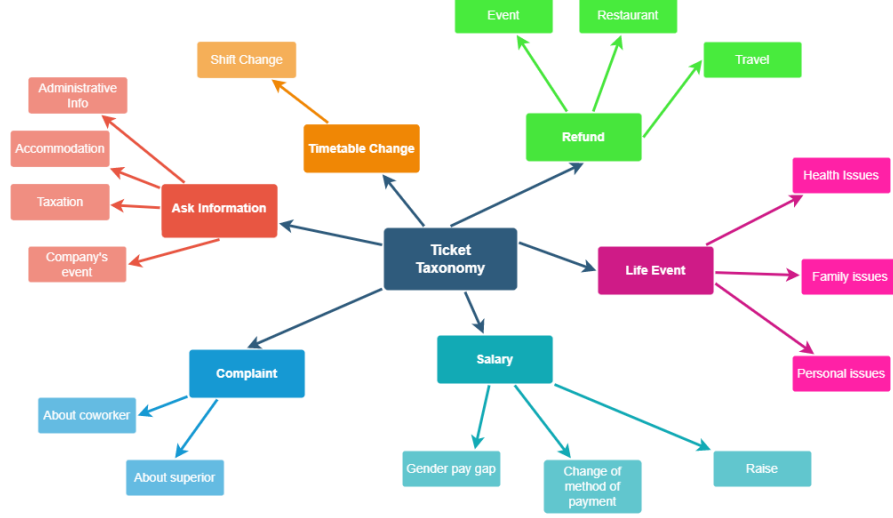 Event
Restaurant
Shift Change
Travel
Administrative
Info
Accommodation
Timetable Change
Refund
Taxation
Ask Information
Health Issues
Company's
event
Ticket
Taxonomy
Life Event
Family issues
Complaint
Salary
Personal issues
About coworker
About superior
Gender pay gap
Change of
method of
payment
Raise